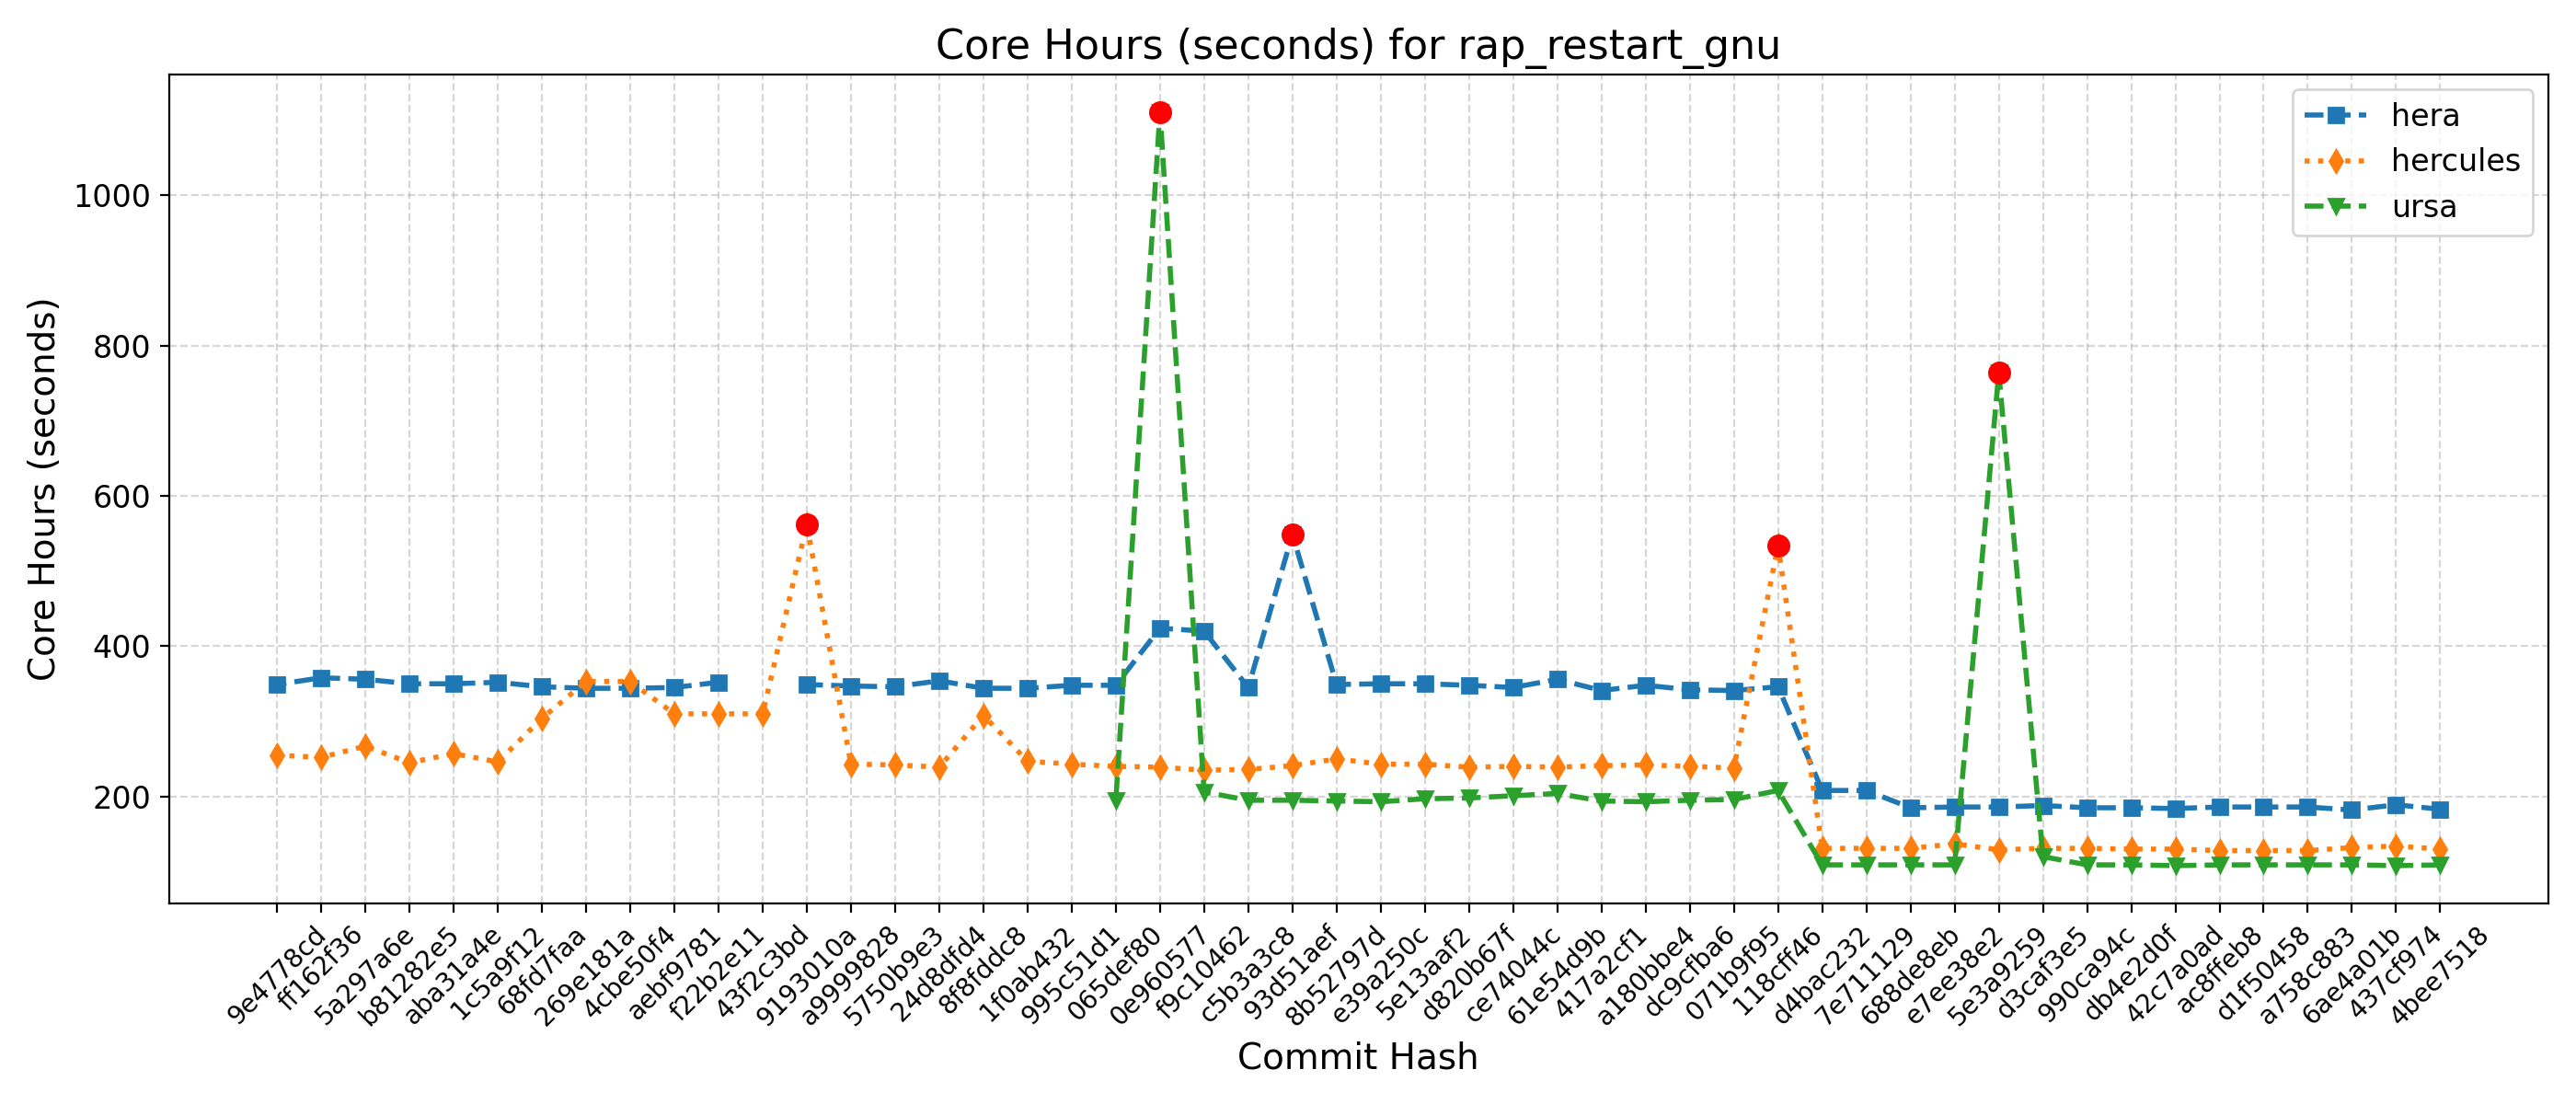 Core Hours (seconds) for rap_restart_gnu
hera
hercules
ursa
Core Hours (seconds)
1000
800
600
400
200
9e4778cd
ff162f36
5a297a6e
b81282e5
aba31a4e
1c5a9f12
68fd7faa
269e181a
4cbe50f4
aebf9781
f22b2e11
43f2c3bd
9193010a
a9999828
5750b9e3
24d8dfd4
8f8fddc8
1f0ab432
995c51d1
065def80
0e960577
f9c10462
c5b3a3c8
93d51aef
8b52797d
e39a250c
5e13aaf2
d820b67f
ce74044c
61e54d9b
417a2cf1
a180bbe4
dc9cfba6
071b9f95
118cff46
d4bac232
7e711129
688de8eb
e7ee38e2
5e3a9259
d3caf3e5
990ca94c
db4e2d0f
42c7a0ad
ac8ffeb8
d1f50458
a758c883
6ae4a01b
437cf974
4bee7518
Commit Hash